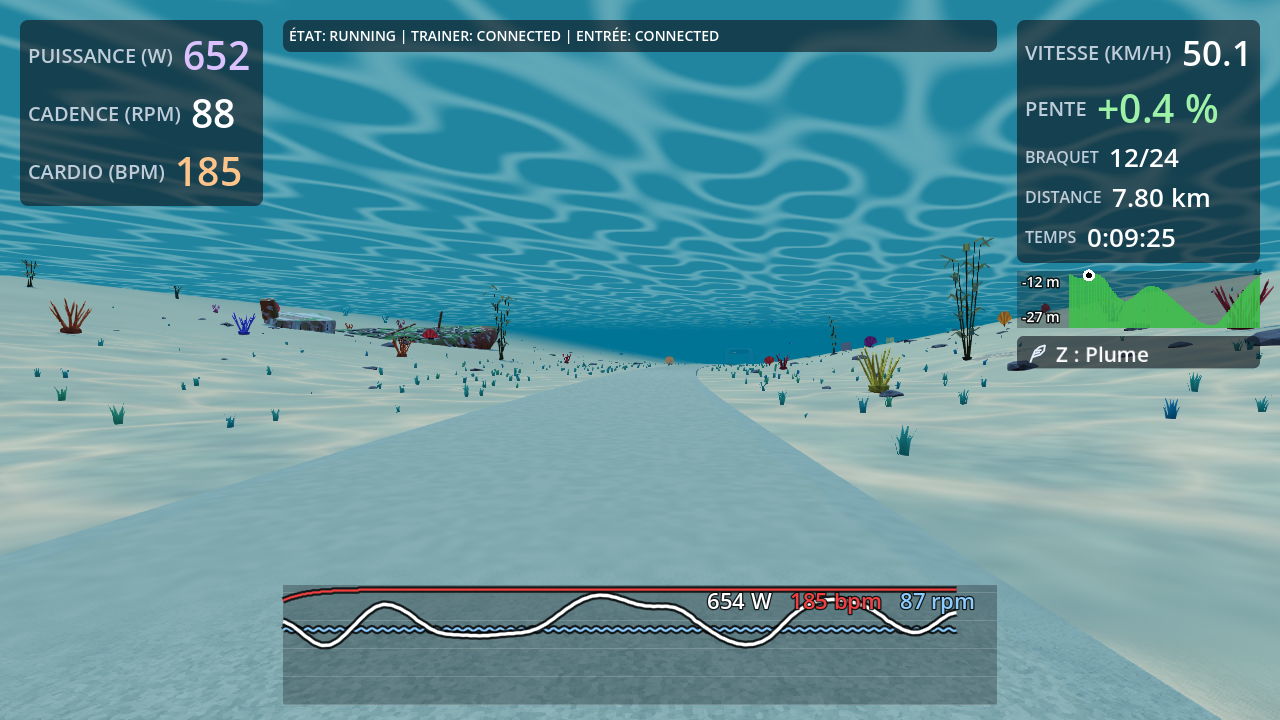 PUISSANCE (W) 652
CADENCE (RPM) 88
CARDIO (BPM) 185
ÉTAT: RUNNING | TRAINER: CONNECTED | ENTRÉE: CONNECTED
VITESSE (KM/H) 50.1
PENTE +0.4 %
BRAQUET 12/24
DISTANCE 7.80 km
TEMPS 0:09:25
-12 m
-27 m
Z : Plume
654 W 185 bpm 87 rpm